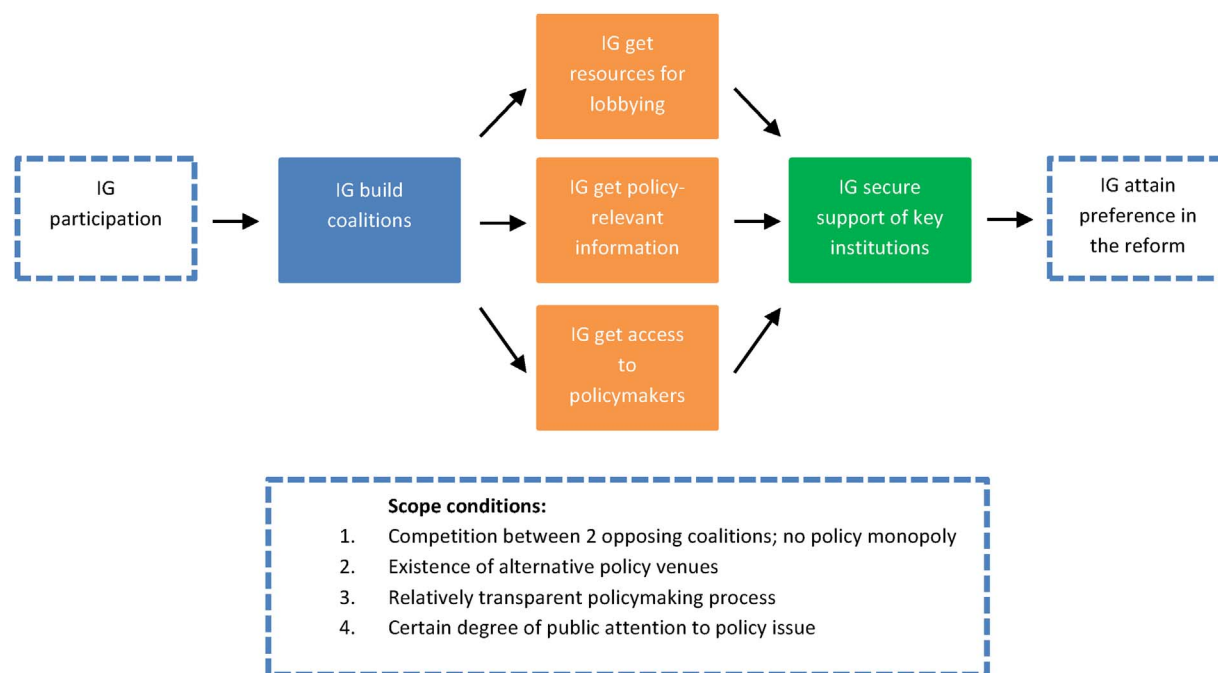 IG get
resources for
lobbying
IG
participation
IG build
coalitions
IG get policy-
relevant
information
IG secure
support of key
institutions
IG attain
preference in
the reform
IG get access
to
policymakers
Scope conditions:
1. Competition between 2 opposing coalitions; no policy monopoly
2. Existence of alternative policy venues
3. Relatively transparent policymaking process
4. Certain degree of public attention to policy issue